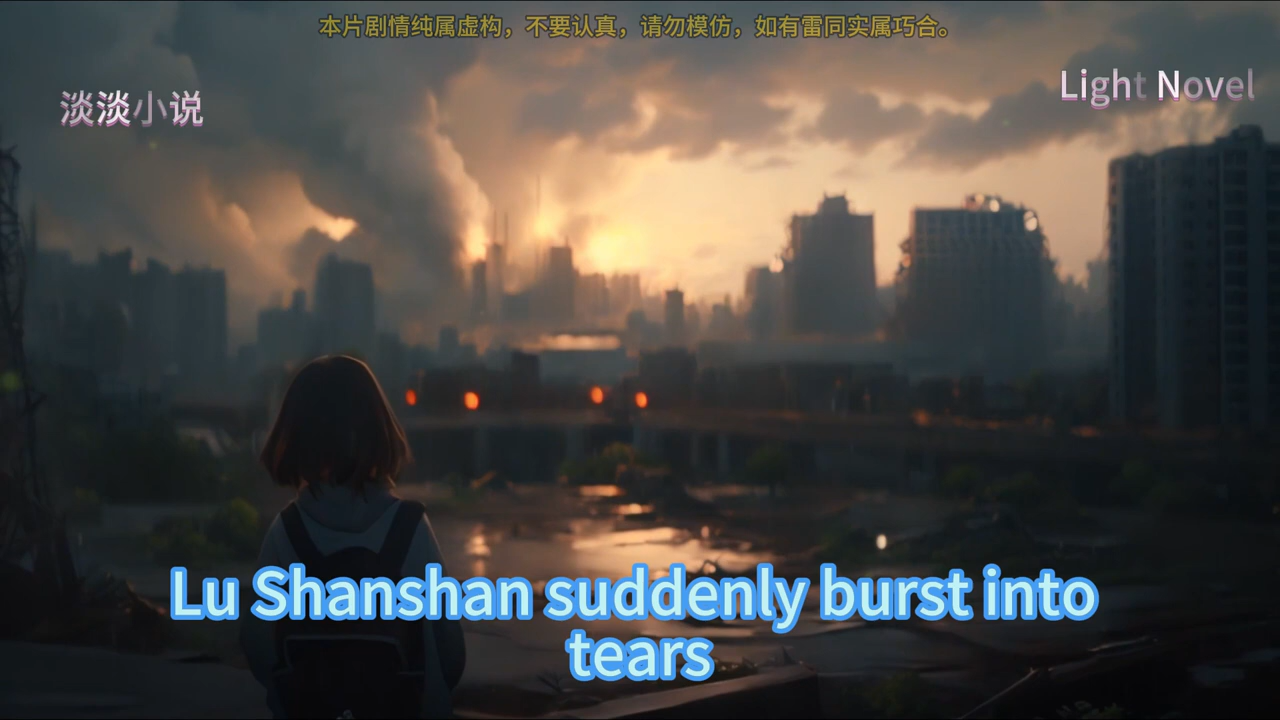 本片剧情纯属虚构，不要认真，请勿模仿，如有雷同实属巧合。
淡淡小说
Light Novel
Lu Shanshan suddenly burst into
tears